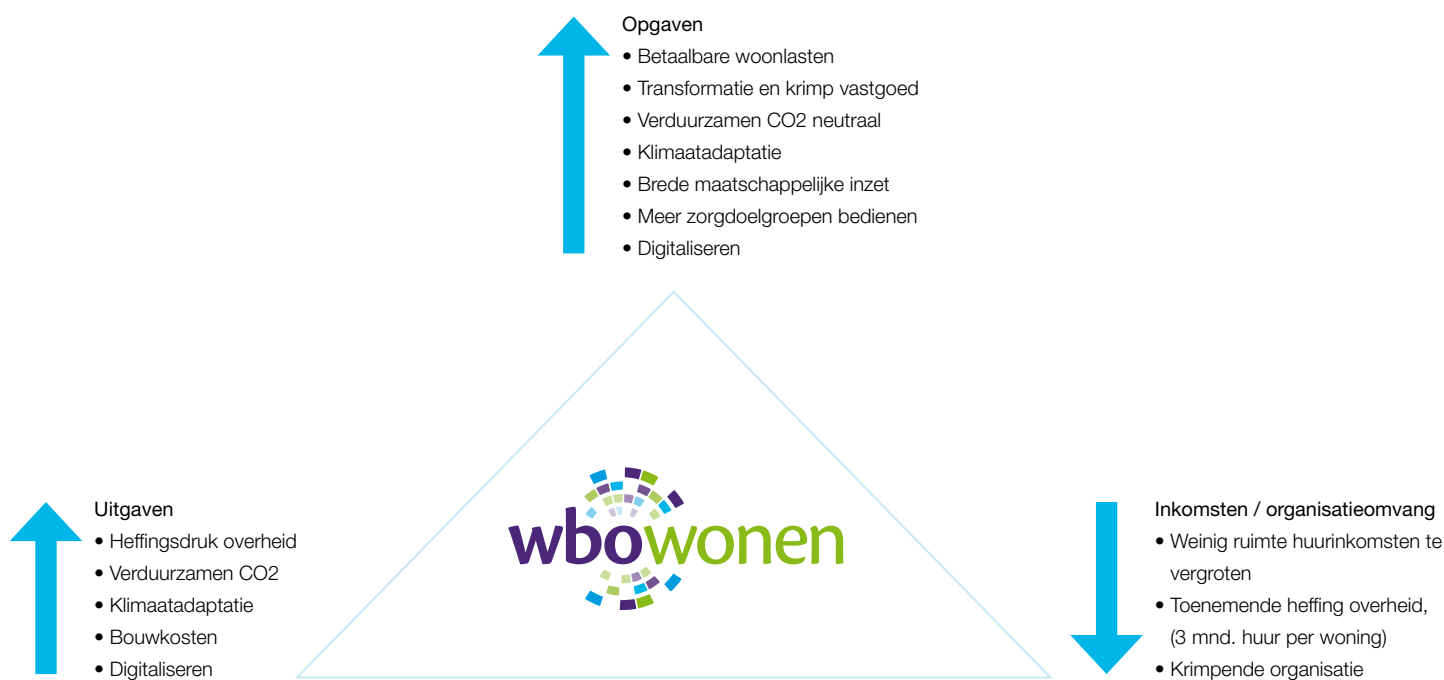 Opgaven
• Betaalbare woonlasten
• Transformatie en krimp vastgoed
• Verduurzamen CO2 neutraal
• Klimaatadaptatie
• Brede maatschappelijke inzet
• Meer zorgdoelgroepen bedienen
• Digitaliseren
wbowonen
Uitgaven
• Heffingsdruk overheid
• Verduurzamen CO2
• Klimaatadaptatie
• Bouwkosten
• Digitaliseren
Inkomsten / organisatieomvang
• Weinig ruimte huurinkomsten te
vergroten
• Toenemende heffing overheid,
(3 mnd. huur per woning)
• Krimpende organisatie